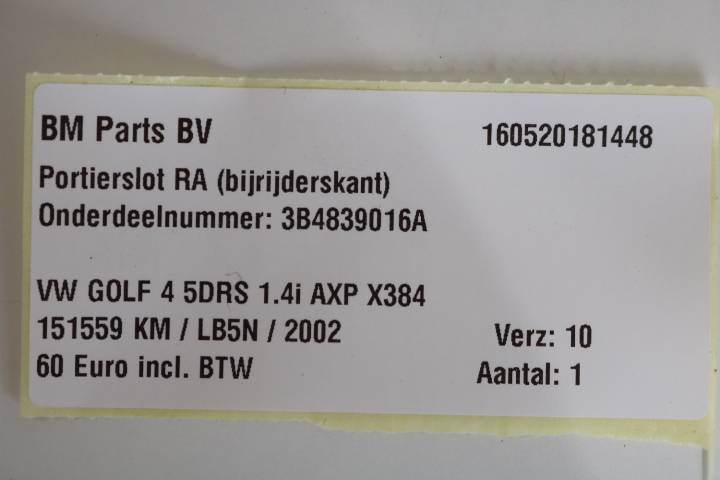 BM Parts BV 160520181448
Portierslot RA (bijrijderskant)
Onderdeelnummer: 3B4839016A
VW GOLF 4 5DRS 1.4i AXP X384
151559 KM / LB5N / 2002 Verz: 10
60 Euro incl. BTW Aantal: 1